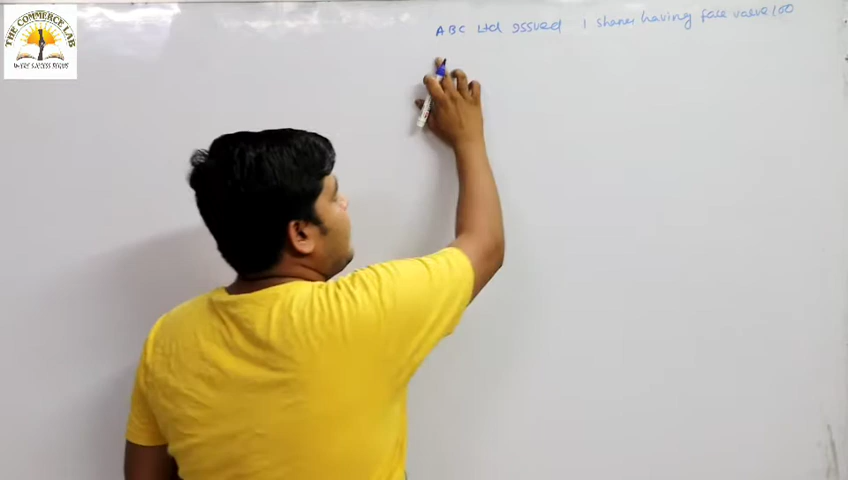 THE COMMERCE LAB
WHERE SUCCESS BEGINS
ABC Ltd issued 1 share having face value 100